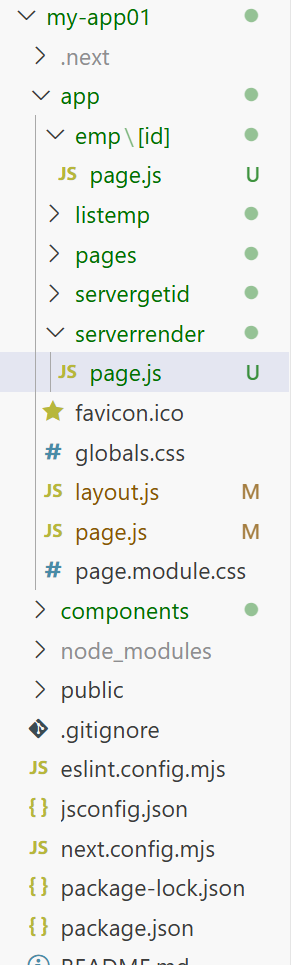 my-app01
.next
app
emp\[id]
JS page.js U
listemp
pages
servergetid
serverrender
JS page.js U
favicon.ico
# globals.css
JS layout.js M
JS page.js M
# page.module.css
components
node_modules
public
.gitignore
JS eslint.config.mjs
{} jsconfig.json
JS next.config.mjs
{} package-lock.json
{} package.json
README.md